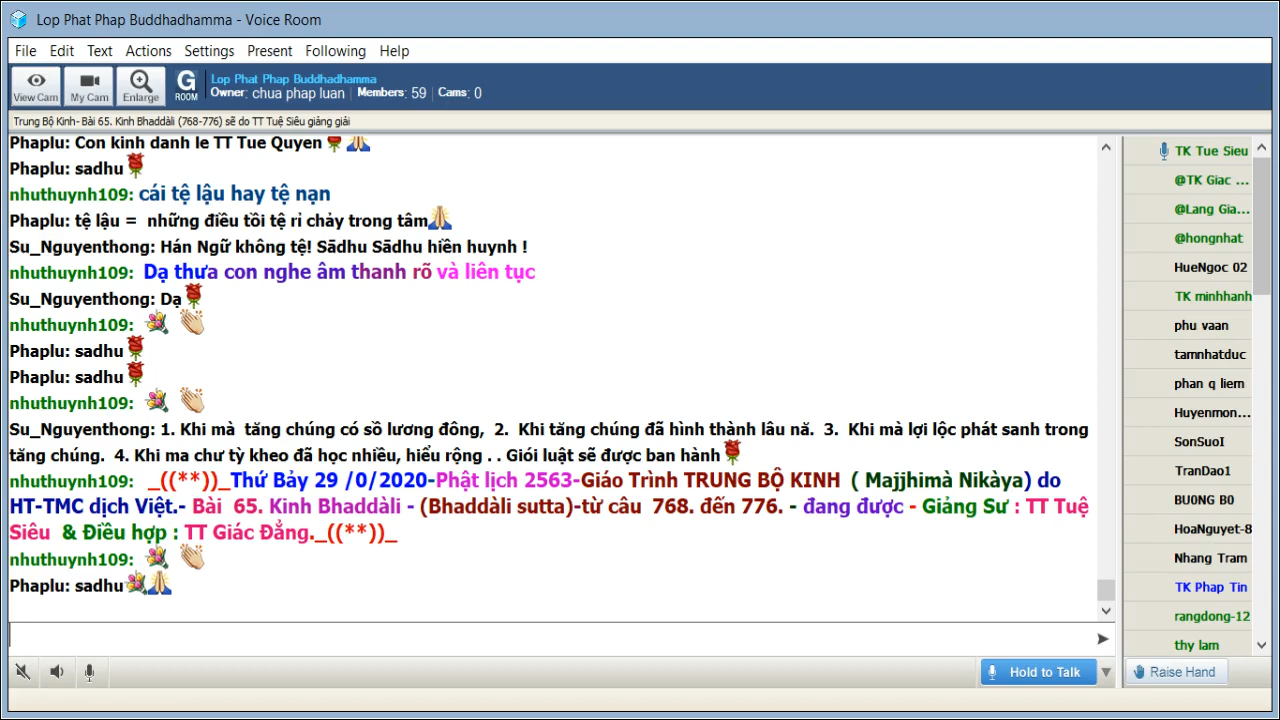 Lop Phat Phap Buddhadhamma - Voice Room
File Edit Text Actions Settings Present Following Help
View Cam My Cam Enlarge G ROOM
Lop Phat Phap Buddhadhamma
Owner: chua phap luan Members: 59 Cams: 0
Trung Bộ Kinh- Bài 65. Kinh Bhaddàli (768-776) sẽ do TT Tuệ Siêu giảng giải
Phaplu: Con kinh danh le TT Tue Quyen
Phaplu: sadhu
nhuthuynh109: cái tệ lậu hay tệ nạn
Phaplu: tệ lậu = những điều tồi tệ rỉ chảy trong tâm
Su_Nguyenthong: Hán Ngữ không tệ! Sādhu Sādhu hiền huynh !
nhuthuynh109: Dạ thưa con nghe âm thanh rõ và liên tục
Su_Nguyenthong: Dạ
nhuthuynh109:
Phaplu: sadhu
Phaplu: sadhu
nhuthuynh109:
Su_Nguyenthong: 1. Khi mà tăng chúng có sồ lương đông, 2. Khi tăng chúng đã hình thành lâu nă. 3. Khi mà lợi lộc phát sanh trong
tăng chúng. 4. Khi ma chư tỳ kheo đã học nhiều, hiểu rộng . . Giói luật sẽ được ban hành
nhuthuynh109: _((**))_Thứ Bảy 29 /0/2020-Phật lịch 2563-Giáo Trình TRUNG BỘ KINH ( Majjhimà Nikàya) do
HT-TMC dịch Việt.- Bài 65. Kinh Bhaddàli - (Bhaddàli sutta)-từ câu 768. đến 776. - đang được - Giảng Sư : TT Tuệ
Siêu & Điều hợp : TT Giác Đẳng._((**))_
nhuthuynh109:
Phaplu: sadhu
TK Tue Sieu
@TK Giac ...
@Lang Gia...
@hongnhat
HueNgoc 02
TK minhhanh
phu vaan
tamnhatduc
phan q liem
Huyenmon...
SonSuoI
TranDao1
BU0NG B0
HoaNguyet-8
Nhang Tram
TK Phap Tin
rangdong-12
thy lam
Hold to Talk
Raise Hand